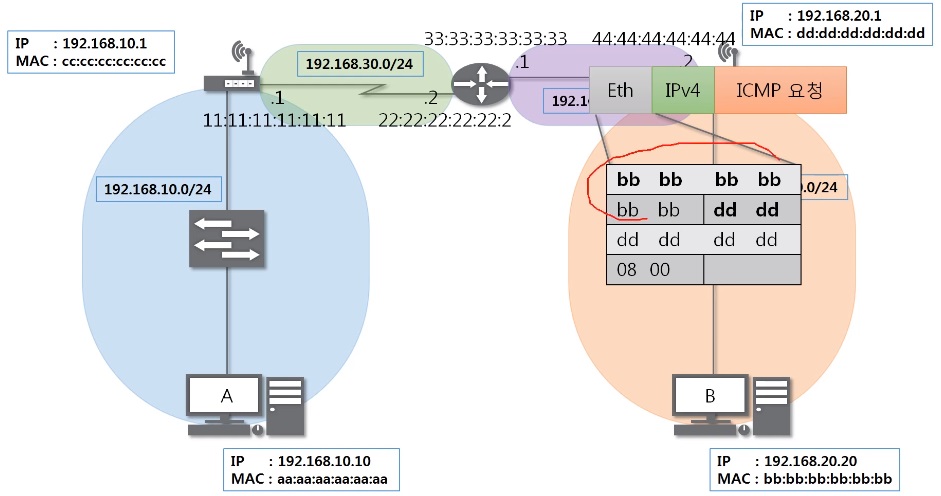 IP : 192.168.10.1
MAC : cc:cc:cc:cc:cc:cc
IP : 192.168.20.1
MAC : dd:dd:dd:dd:dd:dd
33:33:33:33:33:33
44:44:44:44:44:44
192.168.30.0/24
.1
.2
.1
.2
11:11:11:11:11:11
22:22:22:22:22:2
Eth
IPv4
ICMP 요청
192.1
192.168.10.0/24
.0/24
bb bb bb bb
bb bb dd dd
dd dd dd dd
08 00
A
B
IP : 192.168.10.10
MAC : aa:aa:aa:aa:aa:aa
IP : 192.168.20.20
MAC : bb:bb:bb:bb:bb:bb